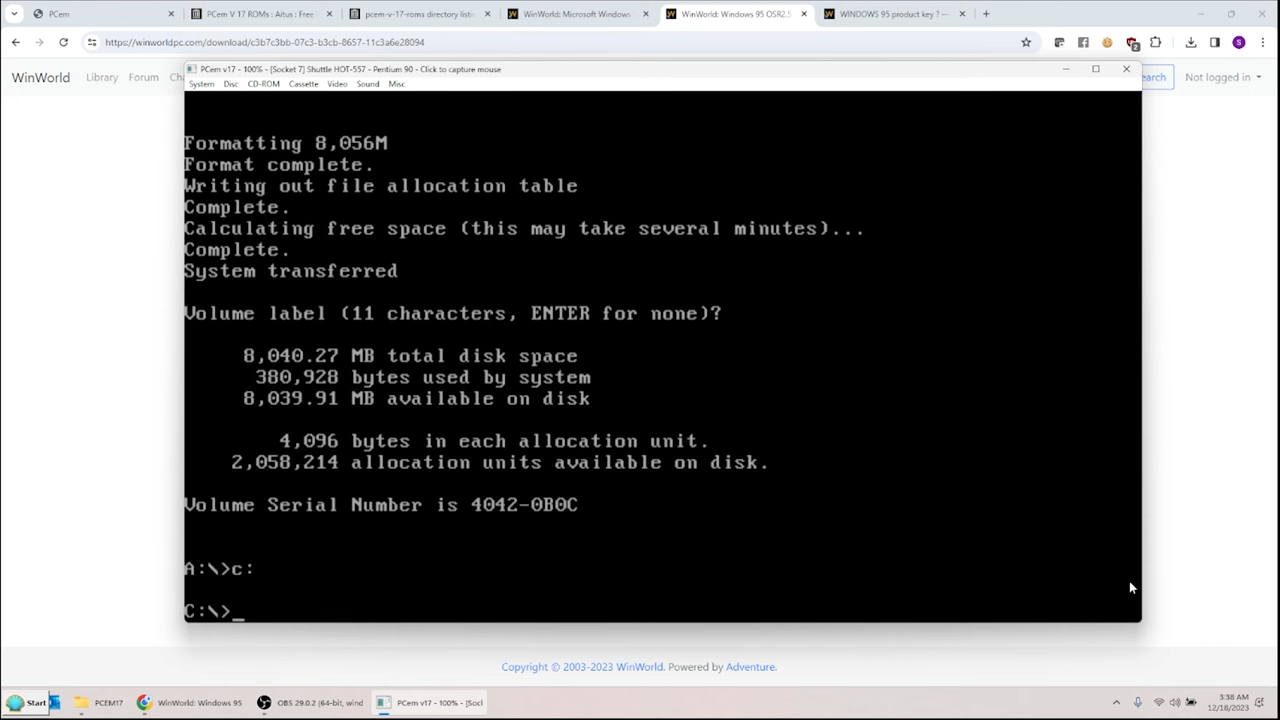 PCem
PCem V 17 ROMs : Aitus : Free
pcem-v-17-roms directory listin
WinWorld: Microsoft Windows
WinWorld: Windows 95 OSR2.5
WINDOWS 95 product key ? —
https://winworldpc.com/download/c3b7c3bb-07c3-b3cb-8657-11c3a6e28094
2
S
WinWorld
Library
Forum
Search
Not logged in
PCem v17 - 100% - [Socket 7] Shuttle HOT-557 - Pentium 90 - Click to capture mouse
System Disc CD-ROM Cassette Video Sound Misc
Formatting 8,056M
Format complete.
Writing out file allocation table
Complete.
Calculating free space (this may take several minutes)...
Complete.
System transferred
Volume label (11 characters, ENTER for none)?
8,040.27 MB total disk space
380,928 bytes used by system
8,039.91 MB available on disk
4,096 bytes in each allocation unit.
2,058,214 allocation units available on disk.
Volume Serial Number is 4042-0B0C
A:\>c:
C:\>_
Copyright © 2003-2023 WinWorld. Powered by Adventure.
Start
PCEM17
WinWorld: Windows 95
OBS 29.0.2 (64-bit, wind
PCem v17 - 100% - [Socl
3:38 AM
12/18/2023